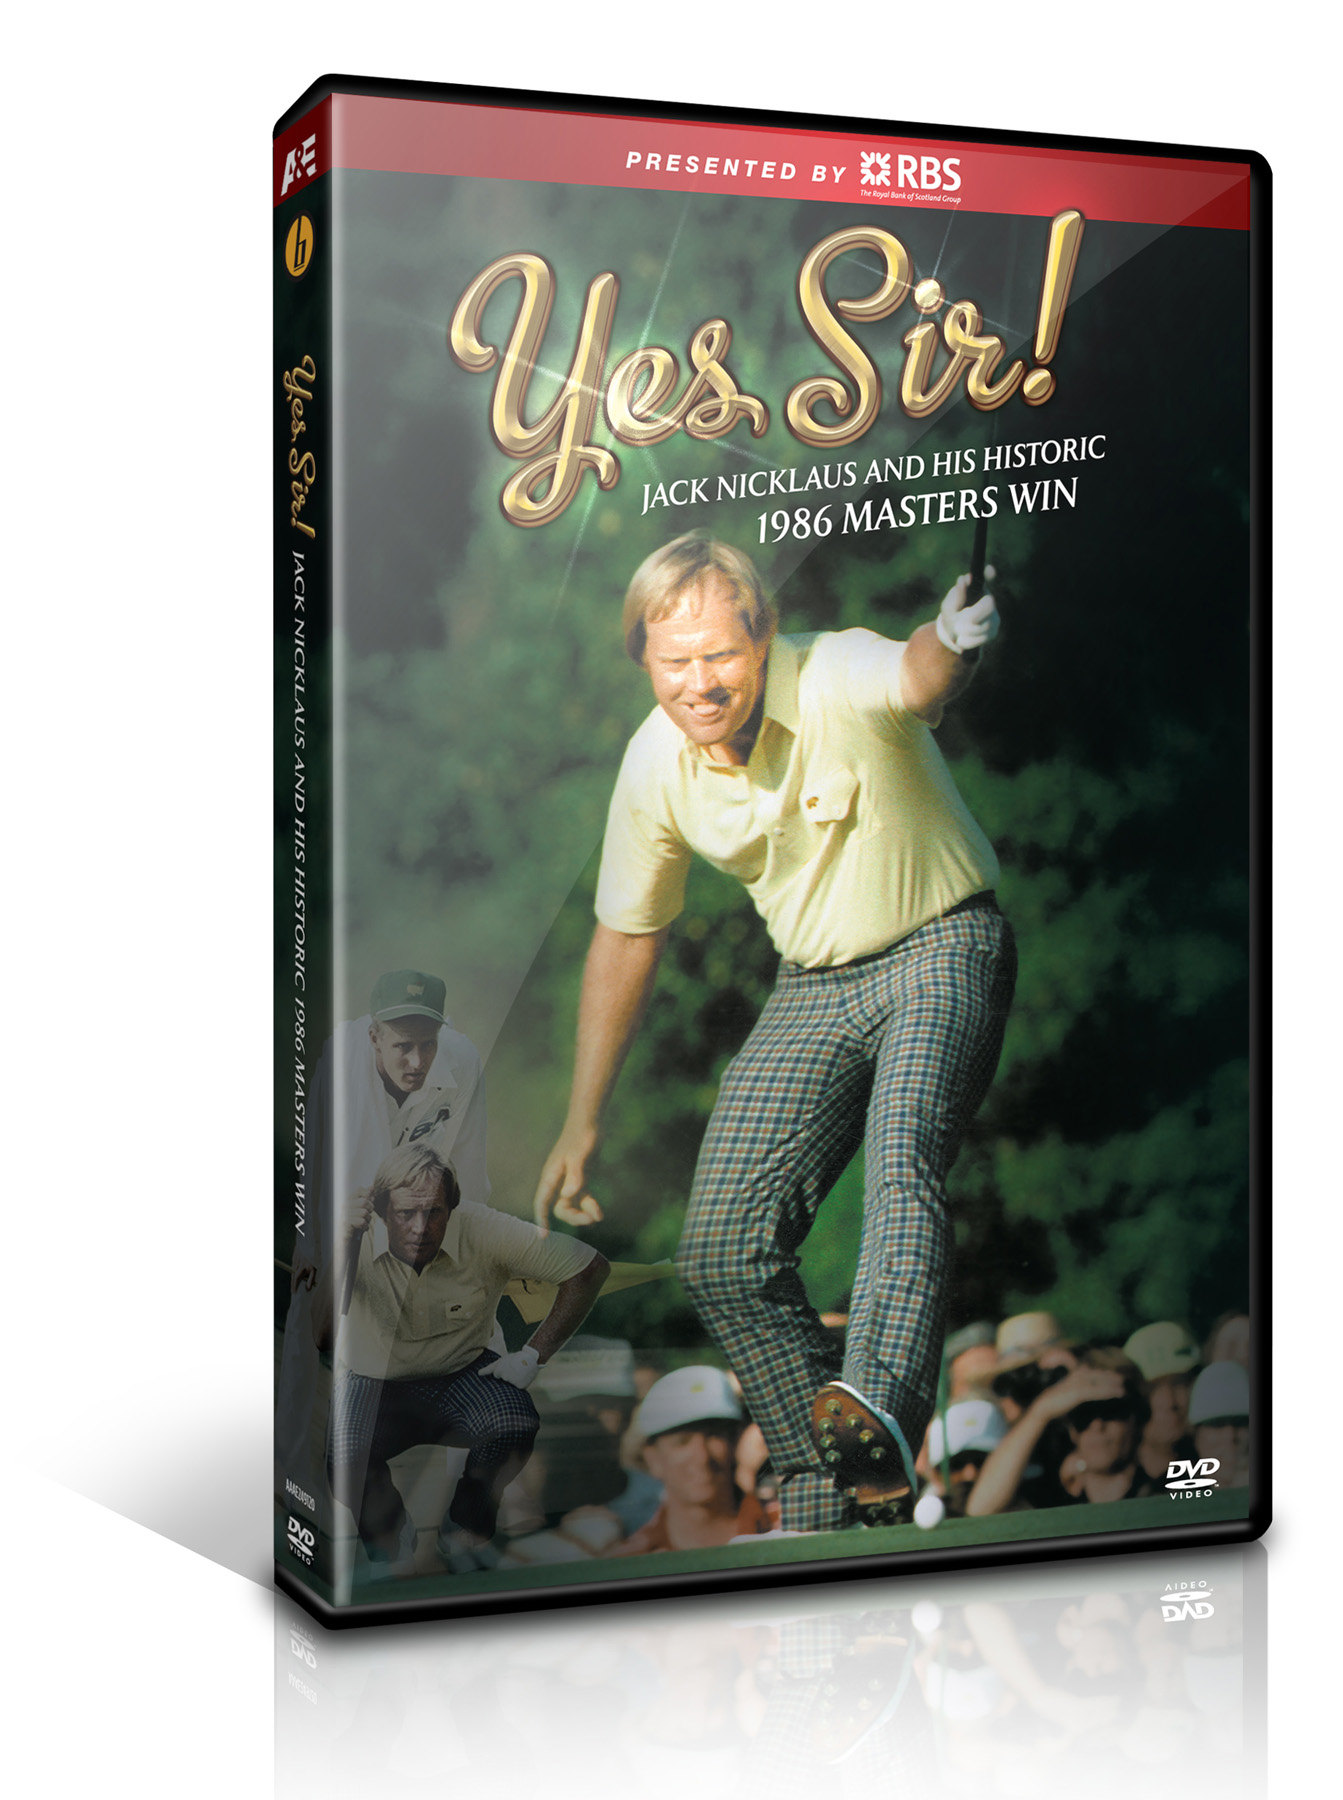 PRESENTED BY RBS
The Royal Bank of Scotland Group
Yes Sir!
JACK NICKLAUS AND HIS HISTORIC
1986 MASTERS WIN
DVD
VIDEO
A&E
b
Yes Sir! JACK NICKLAUS AND HIS HISTORIC 1986 MASTERS WIN
AAAE249120
DVD
VIDEO